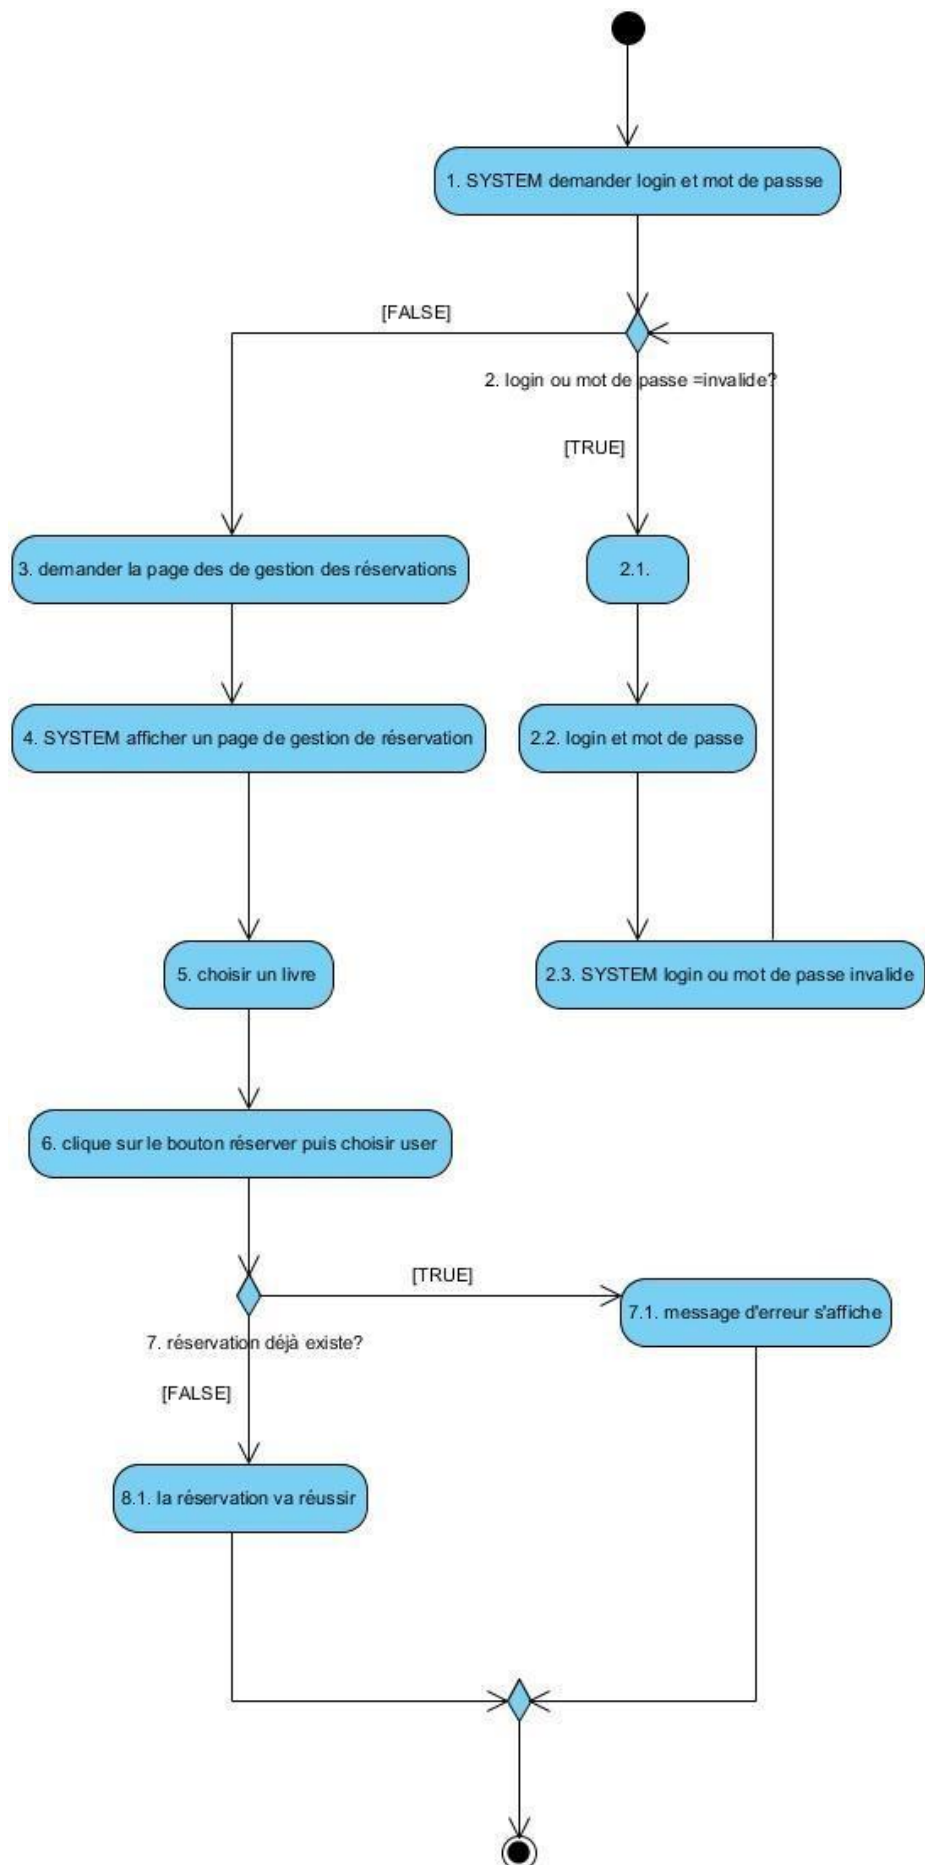 1. SYSTEM demander login et mot de passse
[FALSE]
2. login ou mot de passe =invalide?
[TRUE]
3. demander la page des de gestion des réservations
2.1.
4. SYSTEM afficher un page de gestion de réservation
2.2. login et mot de passe
5. choisir un livre
2.3. SYSTEM login ou mot de passe invalide
6. clique sur le bouton réserver puis choisir user
[TRUE]
7.1. message d'erreur s'affiche
7. réservation déjà existe?
[FALSE]
8.1. la réservation va réussir